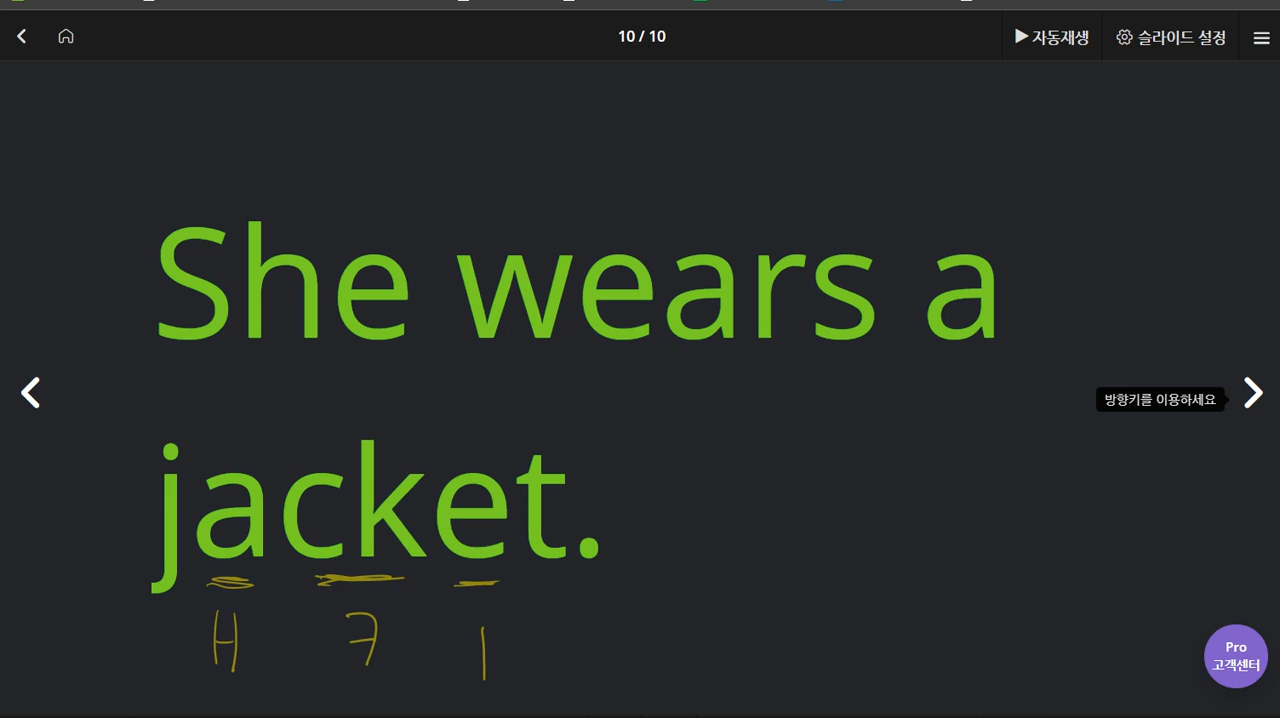 10 / 10
▶ 자동재생
슬라이드 설정
She wears a
방향키를 이용하세요
jacket.
ㅐ ㅋ ㅣ
Pro
고객센터